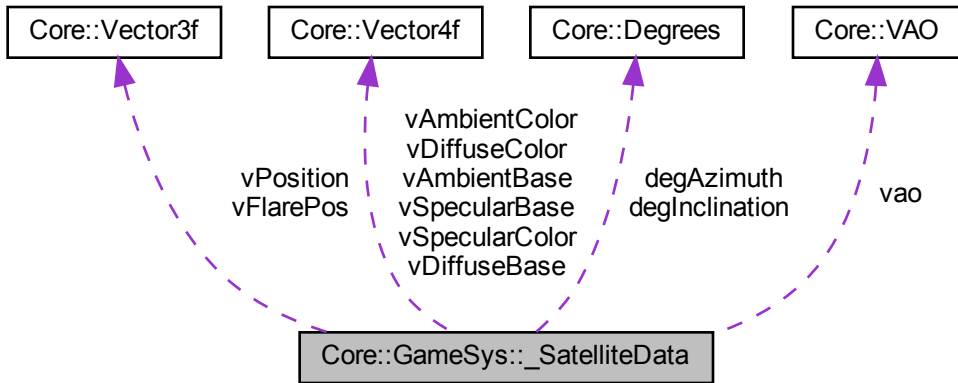 Core::Vector3f
Core::Vector4f
Core::Degrees
Core::VAO
vPosition
vFlarePos
vAmbientColor
vDiffuseColor
vAmbientBase
vSpecularBase
vSpecularColor
vDiffuseBase
degAzimuth
degInclination
vao
Core::GameSys::_SatelliteData